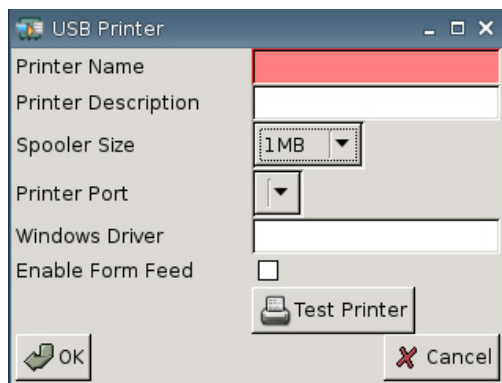 USB Printer
Printer Name
Printer Description
Spooler Size 1MB
Printer Port
Windows Driver
Enable Form Feed
Test Printer
OK Cancel